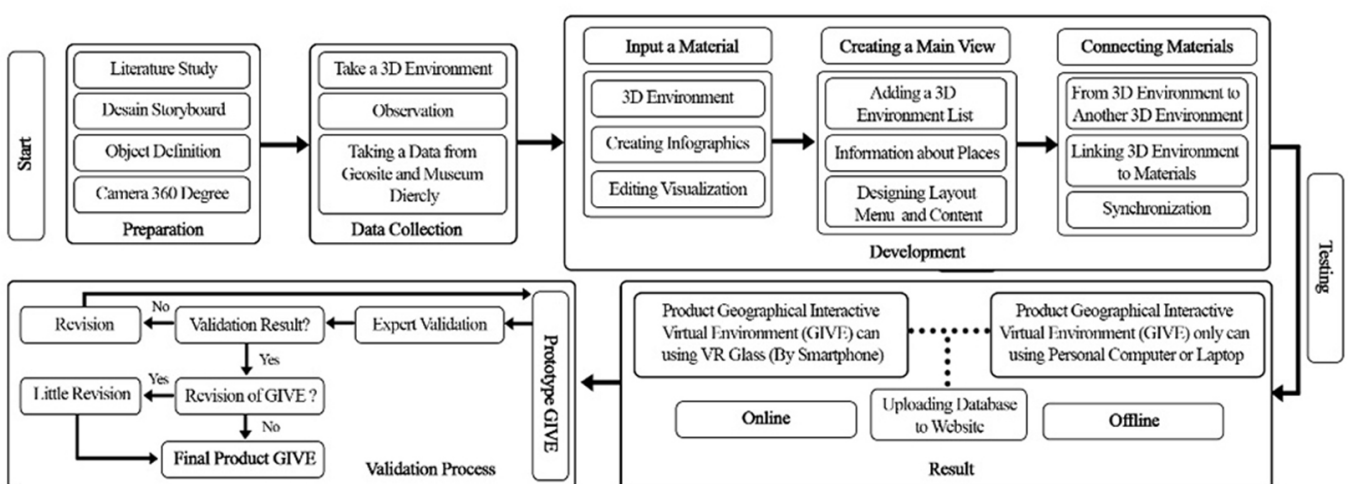 Start
Literature Study
Desain Storyboard
Object Definition
Camera 360 Degree
Preparation
Take a 3D Environment
Observation
Taking a Data from
Geosite and Museum
Diercly
Data Collection
Input a Material
3D Environment
Creating Infographics
Editing Visualization
Creating a Main View
Adding a 3D
Environment List
Information about Places
Designing Layout
Menu and Content
Connecting Materials
From 3D Environment to
Another 3D Environment
Linking 3D Environment
to Materials
Synchronization
Development
Testing
Product Geographical Interactive
Virtual Environment (GIVE) can
using VR Glass (By Smartphone)
Product Geographical Interactive
Virtual Environment (GIVE) only can
using Personal Computer or Laptop
Online
Uploading Database
to Website
Offline
Result
Prototype GIVE
Expert Validation
Validation Result?
No
Revision
Yes
Revision of GIVE ?
Yes
Little Revision
No
Final Product GIVE
Validation Process